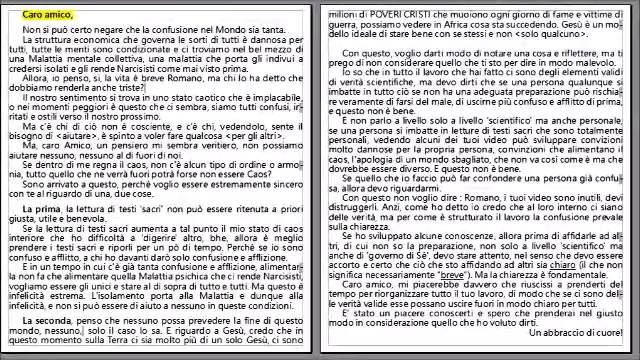 Caro amico,
Non si può certo negare che la confusione nel Mondo sia tanta.
La struttura economica che governa le sorti di tutti è dannosa per
tutti, tutte le menti sono condizionate e ci troviamo nel bel mezzo di
una Malattia mentale collettiva, una malattia che porta gli indivui a
credersi isolati e gli rende Narcisisti come mai visto prima.
Allora, io penso, si, la vita è breve Romano, ma chi lo ha detto che
dobbiamo renderla anche triste?
Il nostro sentimento si trova in uno stato caotico che è implacabile,
o nei momenti peggiori è questo che ci sembra, siamo tutti confusi, ir-
ritati e ostili verso il nostro prossimo.
Ma c'è chi di ciò non è cosciente, e c'è chi, vedendolo, sente il
bisogno di <aiutare>, è spinto a voler fare qualcosa <per gli altri>.
Ma, caro Amico, un pensiero mi sembra veritiero, non possiamo
aiutare nessuno, nessuno al di fuori di noi.
Se dentro di me regna il caos, non c'è alcun tipo di ordine o armo-
nia, tutto quello che ne verrà fuori potrà forse non essere Caos?
Sono arrivato a questo, perchè voglio essere estremamente sincero
con te al riguardo di una, due cose.
La prima, la lettura di testi 'sacri' non può essere ritenuta a priori
giusta, utile e benevola.
Se la lettura di testi sacri aumenta a tal punto il mio stato di caos
interiore che ho difficoltà a 'digerire' altro, bhe, allora è meglio
prendere i testi sacri e riporli per un pò di tempo. Perchè se io sono
confuso e afflitto, a chi ho davanti darò solo confusione e afflizione.
E in un tempo in cui c'è già tanta confusione e afflizione, alimentar-
la non fa che alimentare quella Malattia psichica che ci rende Narcisisti,
vogliamo essere gli unici e stare al di sopra di tutto e tutti. Ma questo è
infelicità estrema. L'isolamento porta alla Malattia e dunque alla
infelicità, e non si può essere di aiuto a nessuno in queste condizioni.
La seconda, penso che nessuno possa prevedere la fine di questo
mondo, nessuno, solo il caso lo sa. E riguardo a Gesù, credo che in
questo momento sulla Terra ci sia molto più di un solo Gesù, ci sono
milioni di POVERI CRISTI che muoiono ogni giorno di fame e vittime di
guerra, possiamo vedere in Africa cosa sta succedendo. Gesù è un mo-
dello ideale di stare bene con se stessi e non <solo qualcuno>.
Con questo, voglio darti modo di notare una cosa e riflettere, ma ti
prego di non considerare quello che ti sto per dire in modo malevolo.
Io so che in tutto il lavoro che hai fatto ci sono degli elementi validi
di verità scientifiche, ma devo dirti che se una persona qualunque si
imbatte in tutto ciò se non ha una adeguata preparazione può rischia-
re veramente di farsi del male, di uscirne più confuso e afflitto di prima,
e questo non è bene.
E non parlo a livello solo a livello 'scientifico' ma anche personale,
se una persona si imbatte in letture di testi sacri che sono totalmente
personali, vedendo alcuni dei tuoi video può sviluppare convinzioni
molto dannose per la propria persona, convinzioni che alimentano il
caos, l'apologia di un mondo sbagliato, che non va così come è ma che
dovrebbe essere diverso. E questo non è bene.
Se quello che io faccio può far confondere una persona già confu-
sa, allora devo riguardarmi.
Con questo non voglio dire : Romano, i tuoi video sono inutili, devi
distruggerli. Anzi, come ho detto io credo che al loro interno ci siano
delle verità, ma per come è strutturato il lavoro la confusione prevale
sulla chiarezza.
Se ho sviluppato alcune conoscenze, allora prima di affidarle ad al-
tri, di cui non so la preparazione, non solo a livello 'scientifico' ma
anche di 'governo di Sè', devo stare attento, nel senso che devo essere
accorto e certo che ciò che sto affidando ad altri sia chiaro (il che non
significa necessariamente "breve"). Ma la chiarezza è fondamentale.
Caro amico, mi piacerebbe davvero che riuscissi a prenderti del
tempo per riorganizzare tutto il tuo lavoro, di modo che se ci sono del-
le verità valide esse possano uscire fuori in modo chiaro per tutti.
E' stato un piacere conoscerti e spero che prenderai nel giusto
modo in considerazione quello che ho voluto dirti.
Un abbraccio di cuore!